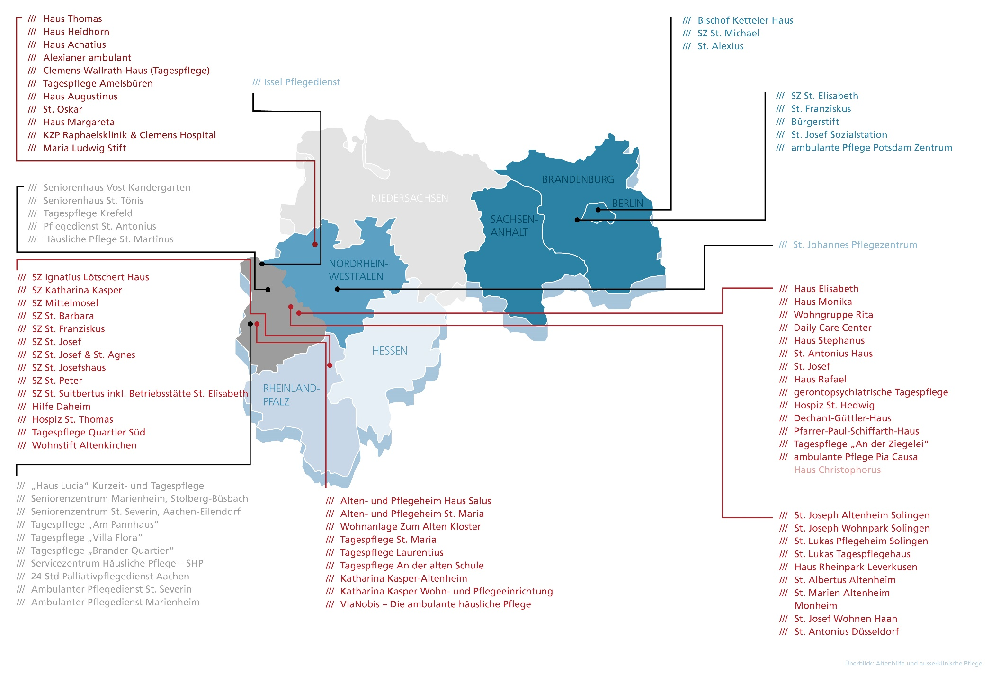 /// Haus Thomas
/// Haus Heidhorn
/// Haus Achatius
/// Alexianer ambulant
/// Clemens-Wallrath-Haus (Tagespflege)
/// Tagespflege Amelsbüren
/// Haus Augustinus
/// St. Oskar
/// Haus Margareta
/// KZP Raphaelsklinik & Clemens Hospital
/// Maria Ludwig Stift
/// Issel Pflegedienst
/// Bischof Ketteler Haus
/// SZ St. Michael
/// St. Alexius
/// SZ St. Elisabeth
/// St. Franziskus
/// Bürgerstift
/// St. Josef Sozialstation
/// ambulante Pflege Potsdam Zentrum
/// Seniorenhaus Vost Kandergarten
/// Seniorenhaus St. Tönis
/// Tagespflege Krefeld
/// Pflegedienst St. Antonius
/// Häusliche Pflege St. Martinus
NIEDERSACHSEN
BRANDENBURG
BERLIN
SACHSEN-
ANHALT
NORDRHEIN-
WESTFALEN
HESSEN
RHEINLAND-
PFALZ
/// St. Johannes Pflegezentrum
/// SZ Ignatius Lötschert Haus
/// SZ Katharina Kasper
/// SZ Mittelmosel
/// SZ St. Barbara
/// SZ St. Franziskus
/// SZ St. Josef
/// SZ St. Josef & St. Agnes
/// SZ St. Josefshaus
/// SZ St. Peter
/// SZ St. Suitbertus inkl. Betriebsstätte St. Elisabeth
/// Hilfe Daheim
/// Hospiz St. Thomas
/// Tagespflege Quartier Süd
/// Wohnstift Altenkirchen
/// Haus Elisabeth
/// Haus Monika
/// Wohngruppe Rita
/// Daily Care Center
/// Haus Stephanus
/// St. Antonius Haus
/// St. Josef
/// Haus Rafael
/// gerontopsychiatrische Tagespflege
/// Hospiz St. Hedwig
/// Dechant-Güttler-Haus
/// Pfarrer-Paul-Schiffarth-Haus
/// Tagespflege „An der Ziegelei“
/// ambulante Pflege Pia Causa
Haus Christophorus
/// „Haus Lucia“ Kurzeit- und Tagespflege
/// Seniorenzentrum Marienheim, Stolberg-Büsbach
/// Seniorenzentrum St. Severin, Aachen-Eilendorf
/// Tagespflege „Am Pannhaus“
/// Tagespflege „Villa Flora“
/// Tagespflege „Brander Quartier“
/// Servicezentrum Häusliche Pflege – SHP
/// 24-Std Palliativpflegedienst Aachen
/// Ambulanter Pflegedienst St. Severin
/// Ambulanter Pflegedienst Marienheim
/// Alten- und Pflegeheim Haus Salus
/// Alten- und Pflegeheim St. Maria
/// Wohnanlage Zum Alten Kloster
/// Tagespflege St. Maria
/// Tagespflege Laurentius
/// Tagespflege An der alten Schule
/// Katharina Kasper-Altenheim
/// Katharina Kasper Wohn- und Pflegeeinrichtung
/// ViaNobis – Die ambulante häusliche Pflege
/// St. Joseph Altenheim Solingen
/// St. Joseph Wohnpark Solingen
/// St. Lukas Pflegeheim Solingen
/// St. Lukas Tagespflegehaus
/// Haus Rheinpark Leverkusen
/// St. Albertus Altenheim
/// St. Marien Altenheim
Monheim
/// St. Josef Wohnen Haan
/// St. Antonius Düsseldorf
Überblick: Altenhilfe und ausserklinische Pflege